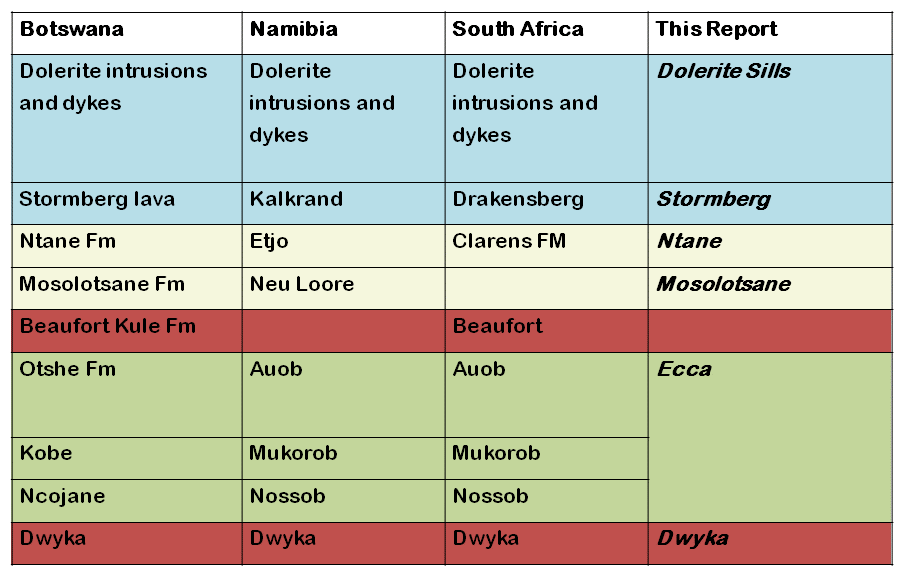 Botswana Namibia South Africa This Report
Dolerite intrusions and dykes Dolerite intrusions and dykes Dolerite intrusions and dykes Dolerite Sills
Stormberg lava Kalkrand Drakensberg Stormberg
Ntane Fm Etjo Clarens FM Ntane
Mosolotsane Fm Neu Loore Mosolotsane
Beaufort Kule Fm Beaufort
Otshe Fm Auob Auob Ecca
Kobe Mukorob Mukorob
Ncojane Nossob Nossob
Dwyka Dwyka Dwyka Dwyka